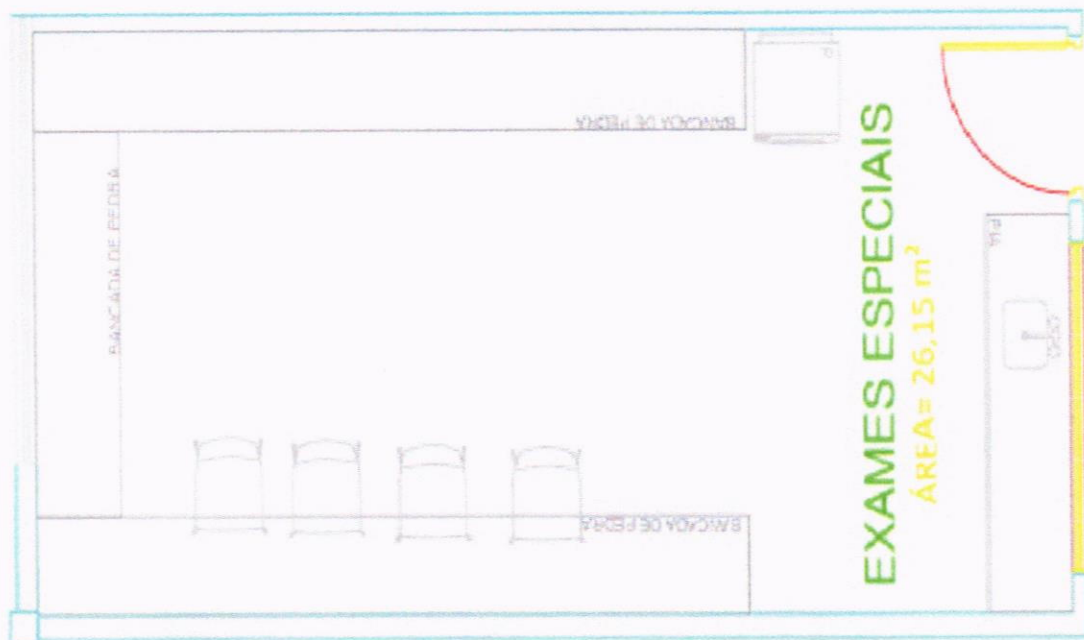 BANCADA DE PEDRA
BANCADA DE PEDRA
BANCADA DE PEDRA
EXAMES ESPECIAIS
ÁREA= 26,15 m²
PIA